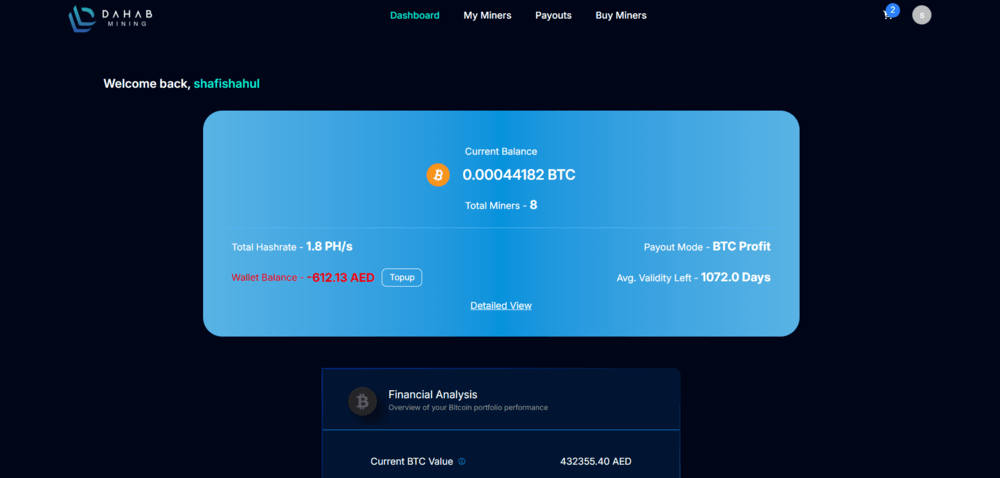 DAHAB
MINING
Dashboard My Miners Payouts Buy Miners
2
s
Welcome back, shafishahul
Current Balance
0.00044182 BTC
Total Miners - 8
Total Hashrate - 1.8 PH/s
Payout Mode - BTC Profit
Wallet Balance - -612.13 AED Topup
Avg. Validity Left - 1072.0 Days
Detailed View
Financial Analysis
Overview of your Bitcoin portfolio performance
Current BTC Value 432355.40 AED